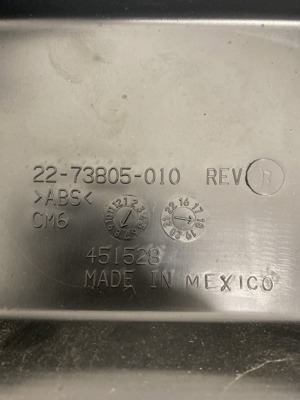 22-73805-010 REV
>ABS<
CM6
451528
MADE IN MEXICO